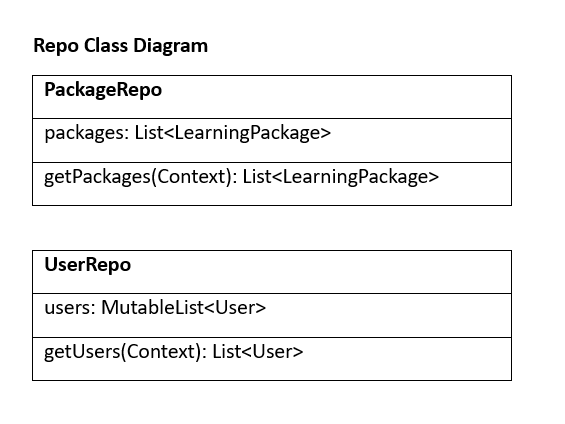 Repo Class Diagram
PackageRepo
packages: List<LearningPackage>
getPackages(Context): List<LearningPackage>
UserRepo
users: MutableList<User>
getUsers(Context): List<User>